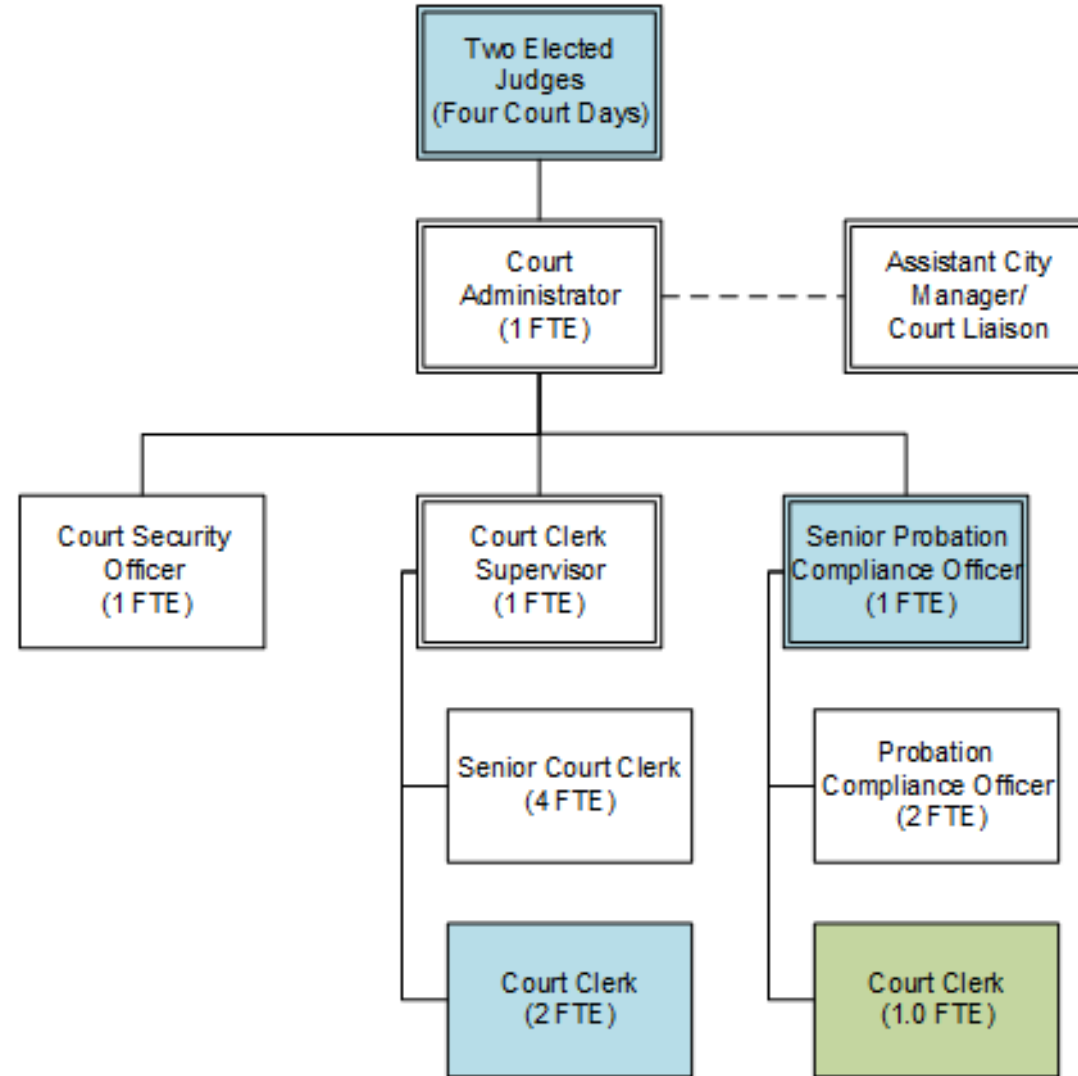 Two Elected
Judges
(Four Court Days)
Court
Administrator
(1 FTE)
Assistant City
Manager/
Court Liaison
Court Security
Officer
(1 FTE)
Court Clerk
Supervisor
(1 FTE)
Senior Probation
Compliance Officer
(1 FTE)
Senior Court Clerk
(4 FTE)
Probation
Compliance Officer
(2 FTE)
Court Clerk
(2 FTE)
Court Clerk
(1.0 FTE)